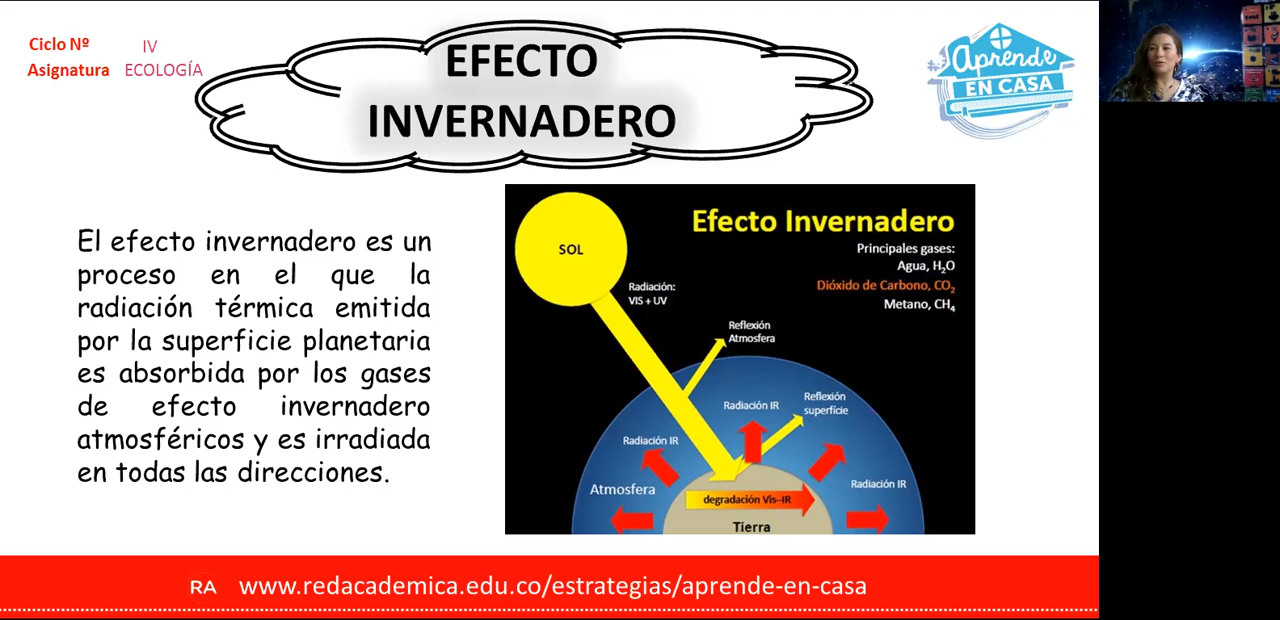 Ciclo Nº IV
Asignatura ECOLOGÍA
EFECTO
INVERNADERO
Aprende
EN CASA
El efecto invernadero es un
proceso en el que la
radiación térmica emitida
por la superficie planetaria
es absorbida por los gases
de efecto invernadero
atmosféricos y es irradiada
en todas las direcciones.
Efecto Invernadero
Principales gases:
Agua, H₂O
Dióxido de Carbono, CO₂
Metano, CH₄
SOL
Radiación:
VIS + UV
Reflexión
Atmosfera
Reflexión
superfície
Radiación IR
Radiación IR
Radiación IR
Atmosfera
degradación Vis–IR
Tierra
RA www.redacademica.edu.co/estrategias/aprende-en-casa